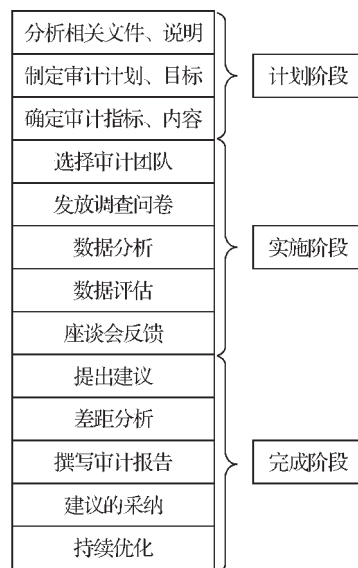 分析相关文件、说明
制定审计计划、目标
确定审计指标、内容
计划阶段
选择审计团队
发放调查问卷
数据分析
数据评估
座谈会反馈
实施阶段
提出建议
差距分析
撰写审计报告
建议的采纳
持续优化
完成阶段